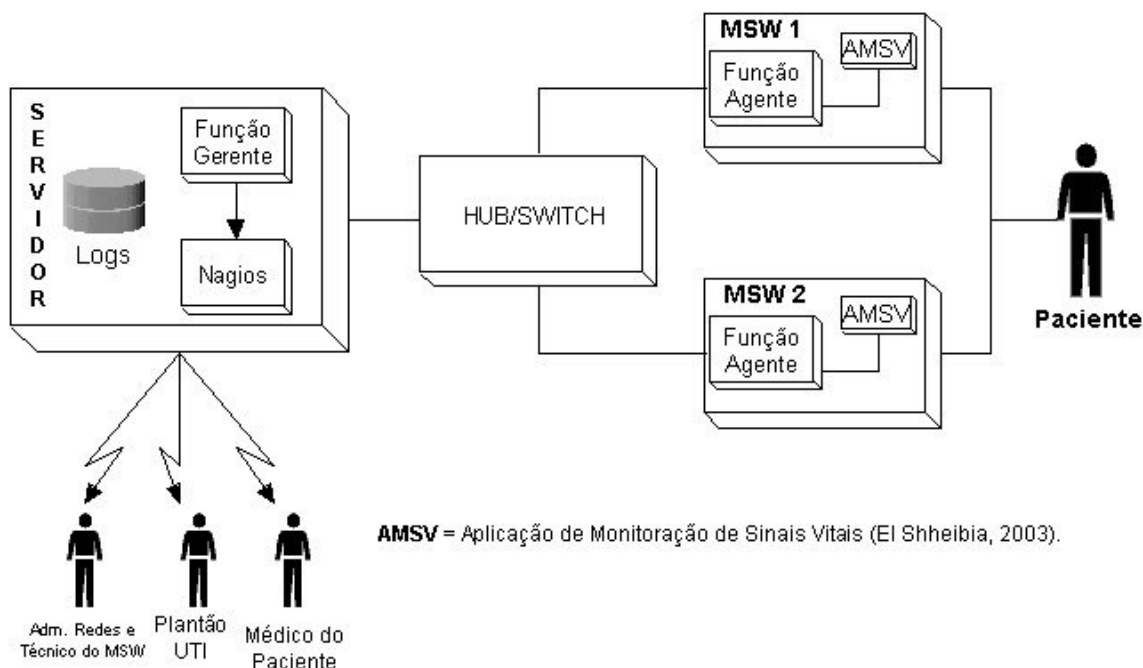 SERVIDOR
Função
Gerente
Logs
Nagios
HUB/SWITCH
MSW 1
AMSV
Função
Agente
MSW 2
AMSV
Função
Agente
Paciente
AMSV = Aplicação de Monitoração de Sinais Vitais (El Shheibia, 2003).
Adm. Redes e
Técnico do MSW
Plantão
UTI
Médico do
Paciente